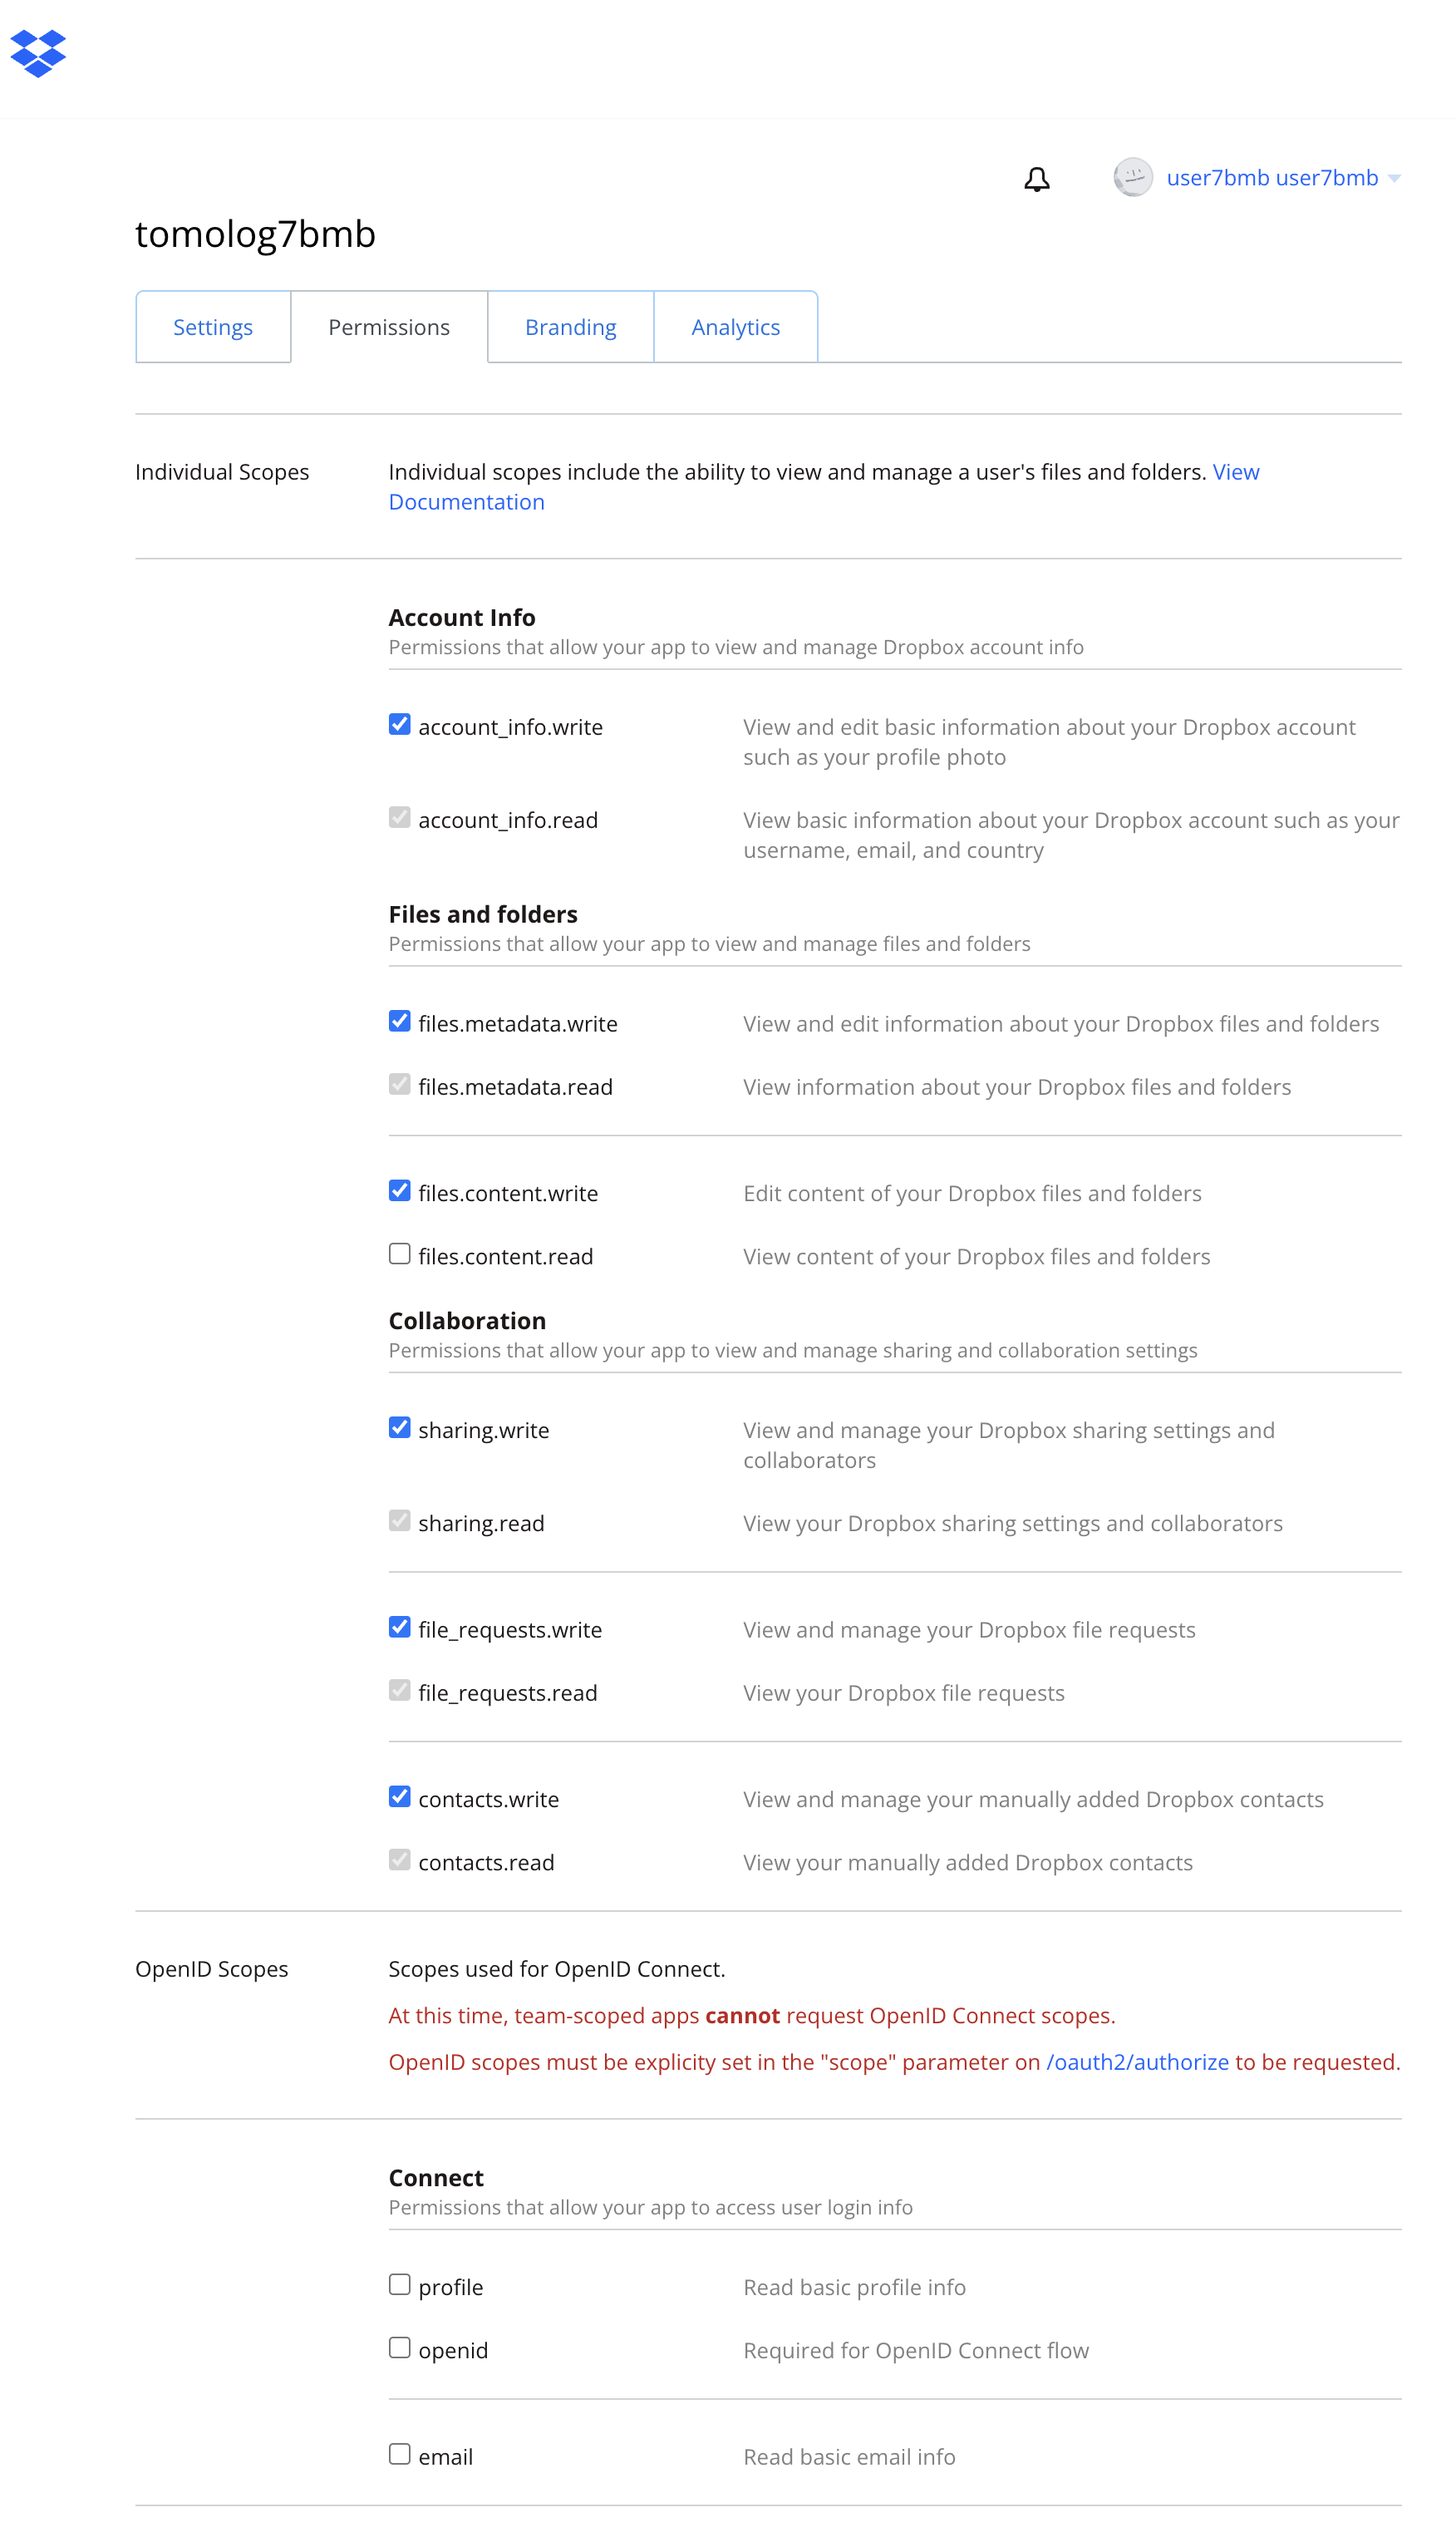 user7bmb user7bmb
tomolog7bmb
Settings
Permissions
Branding
Analytics
Individual Scopes
Individual scopes include the ability to view and manage a user's files and folders. View
Documentation
Account Info
Permissions that allow your app to view and manage Dropbox account info
account_info.write
View and edit basic information about your Dropbox account
such as your profile photo
account_info.read
View basic information about your Dropbox account such as your
username, email, and country
Files and folders
Permissions that allow your app to view and manage files and folders
files.metadata.write
View and edit information about your Dropbox files and folders
files.metadata.read
View information about your Dropbox files and folders
files.content.write
Edit content of your Dropbox files and folders
files.content.read
View content of your Dropbox files and folders
Collaboration
Permissions that allow your app to view and manage sharing and collaboration settings
sharing.write
View and manage your Dropbox sharing settings and
collaborators
sharing.read
View your Dropbox sharing settings and collaborators
file_requests.write
View and manage your Dropbox file requests
file_requests.read
View your Dropbox file requests
contacts.write
View and manage your manually added Dropbox contacts
contacts.read
View your manually added Dropbox contacts
OpenID Scopes
Scopes used for OpenID Connect.
At this time, team-scoped apps cannot request OpenID Connect scopes.
OpenID scopes must be explicity set in the "scope" parameter on /oauth2/authorize to be requested.
Connect
Permissions that allow your app to access user login info
profile
Read basic profile info
openid
Required for OpenID Connect flow
email
Read basic email info